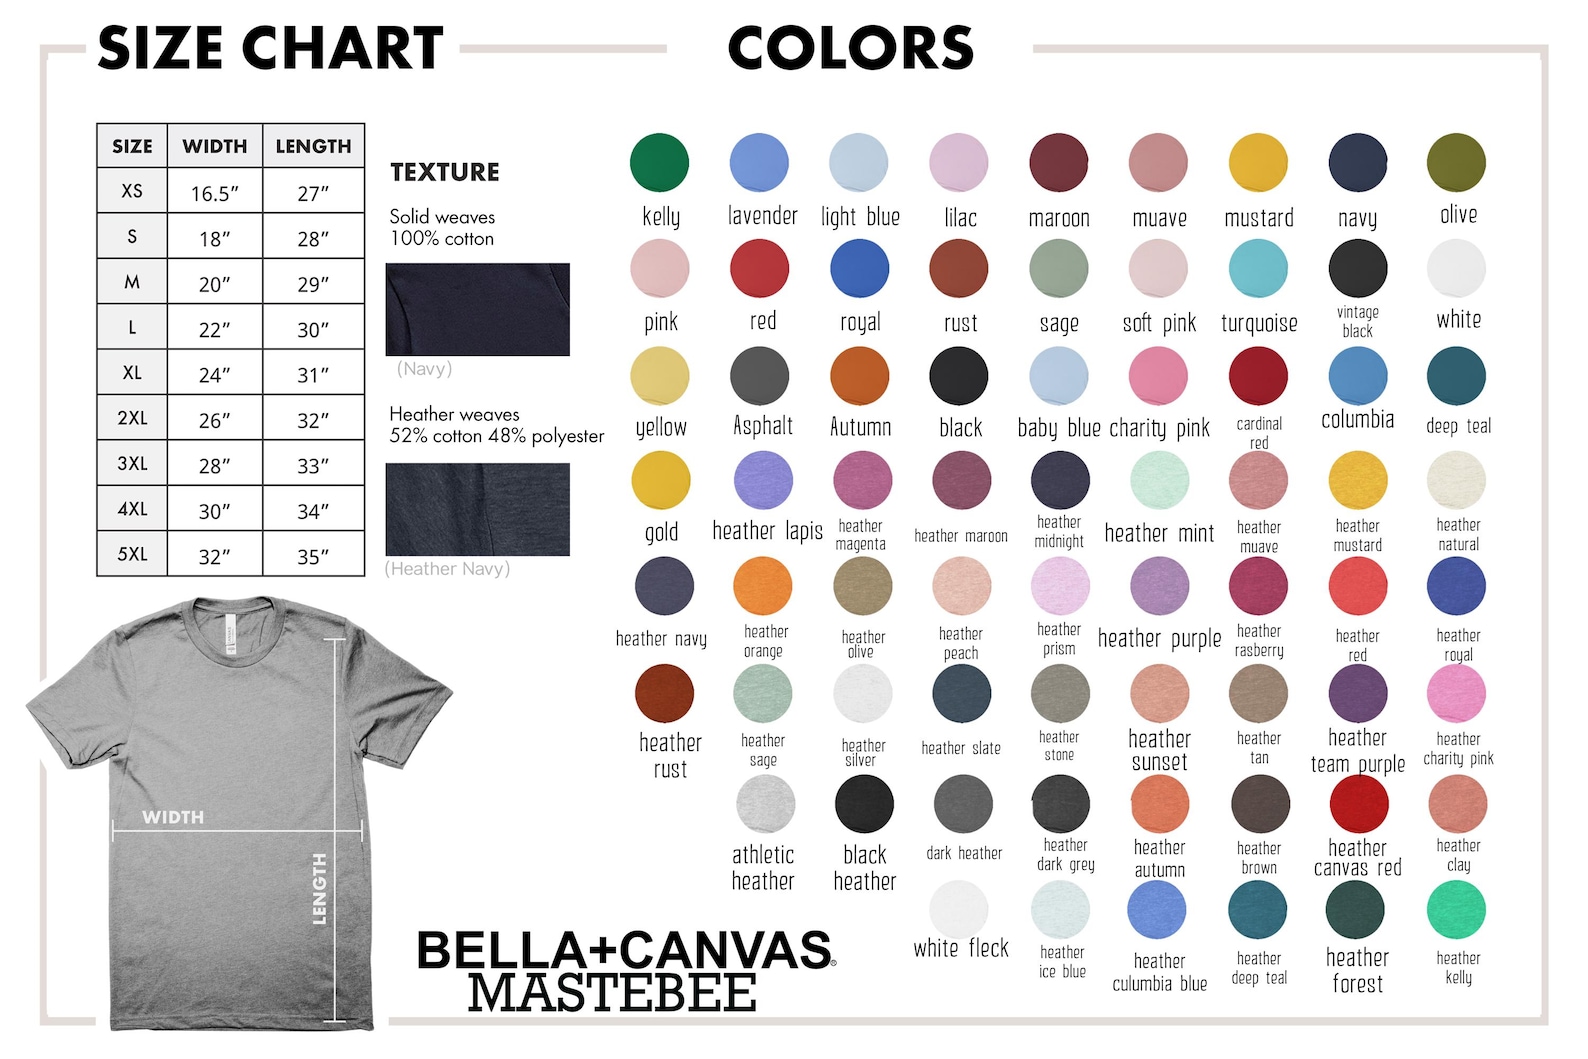 SIZE CHART
COLORS
SIZE WIDTH LENGTH
XS 16.5" 27"
S 18" 28"
M 20" 29"
L 22" 30"
XL 24" 31"
2XL 26" 32"
3XL 28" 33"
4XL 30" 34"
5XL 32" 35"
TEXTURE
Solid weaves
100% cotton
(Navy)
Heather weaves
52% cotton 48% polyester
(Heather Navy)
WIDTH
LENGTH
kelly lavender light blue lilac maroon muave mustard navy olive
pink red royal rust sage soft pink turquoise vintage black white
yellow Asphalt Autumn black baby blue charity pink cardinal red columbia deep teal
gold heather lapis heather magenta heather maroon heather midnight heather mint heather muave heather mustard heather natural
heather navy heather orange heather olive heather peach heather prism heather purple heather rasberry heather red heather royal
heather rust heather sage heather silver heather slate heather stone heather sunset heather tan heather team purple heather charity pink
athletic heather black heather dark heather heather dark grey heather autumn heather brown heather canvas red heather clay
white fleck heather ice blue heather culumbia blue heather deep teal heather forest heather kelly
BELLA+CANVAS®
MASTEBEE